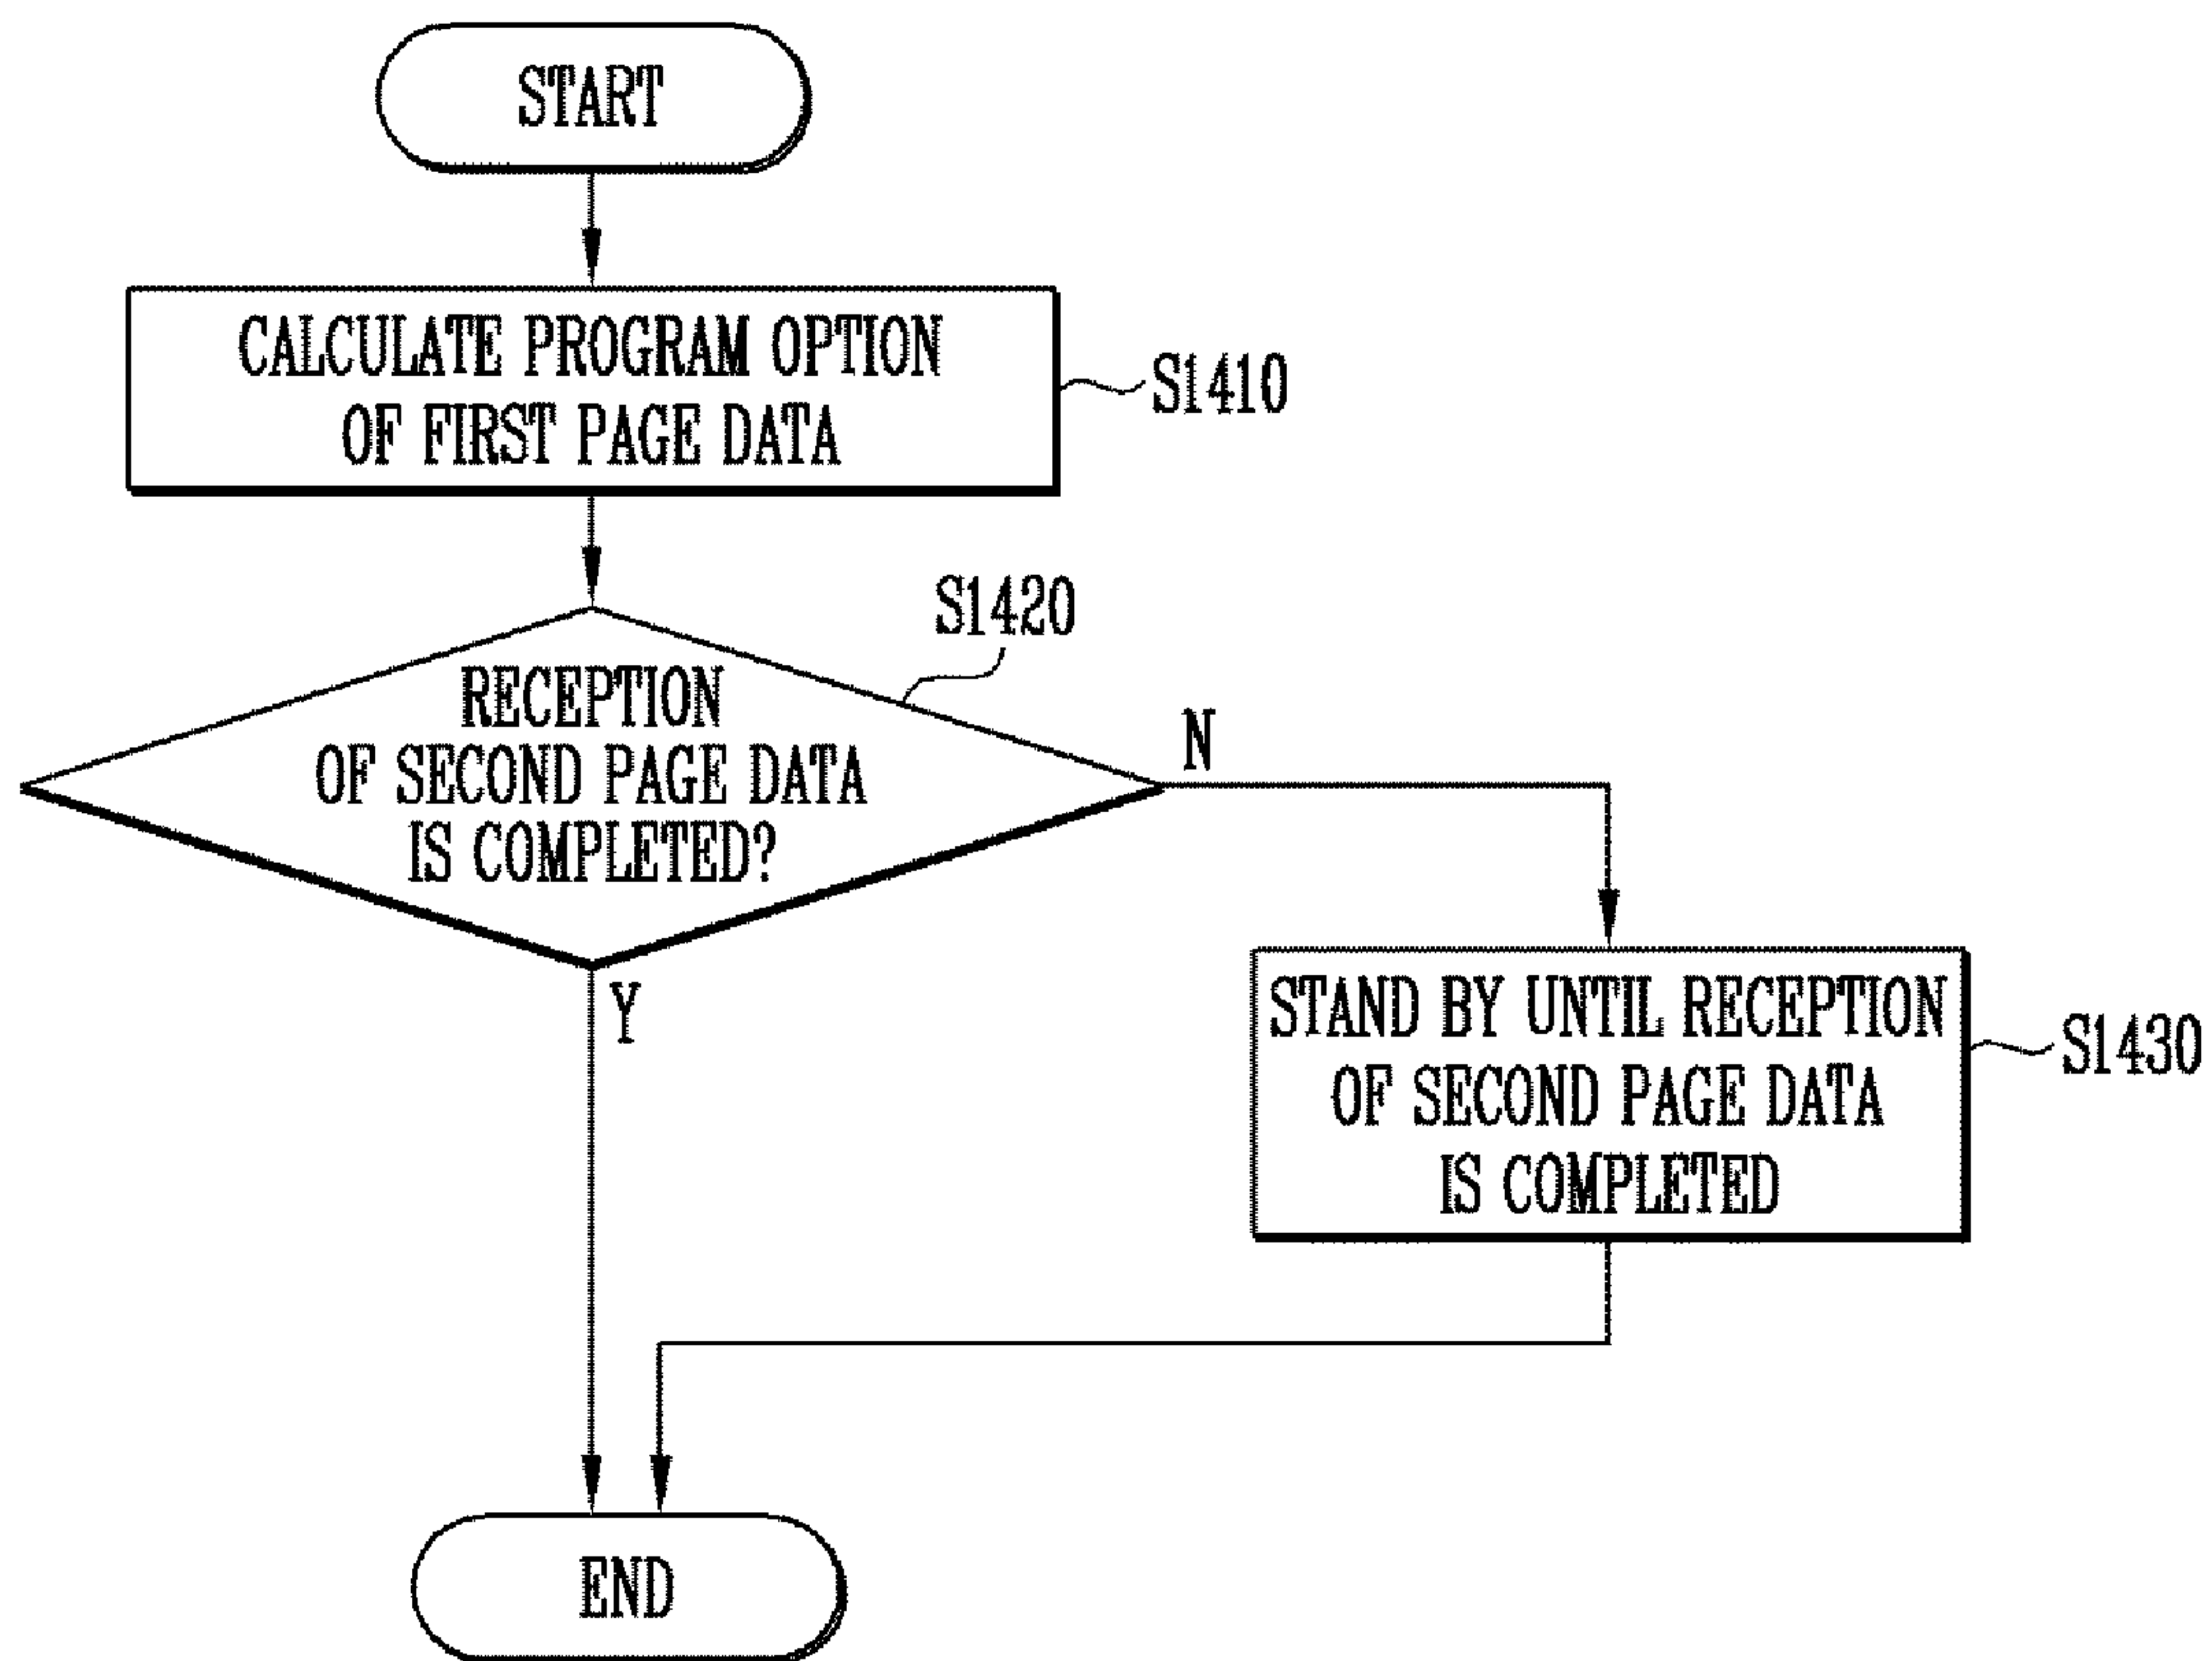 START
CALCULATE PROGRAM OPTION
OF FIRST PAGE DATA
S1410
S1420
RECEPTION
OF SECOND PAGE DATA
IS COMPLETED?
N
Y
STAND BY UNTIL RECEPTION
OF SECOND PAGE DATA
IS COMPLETED
S1430
END